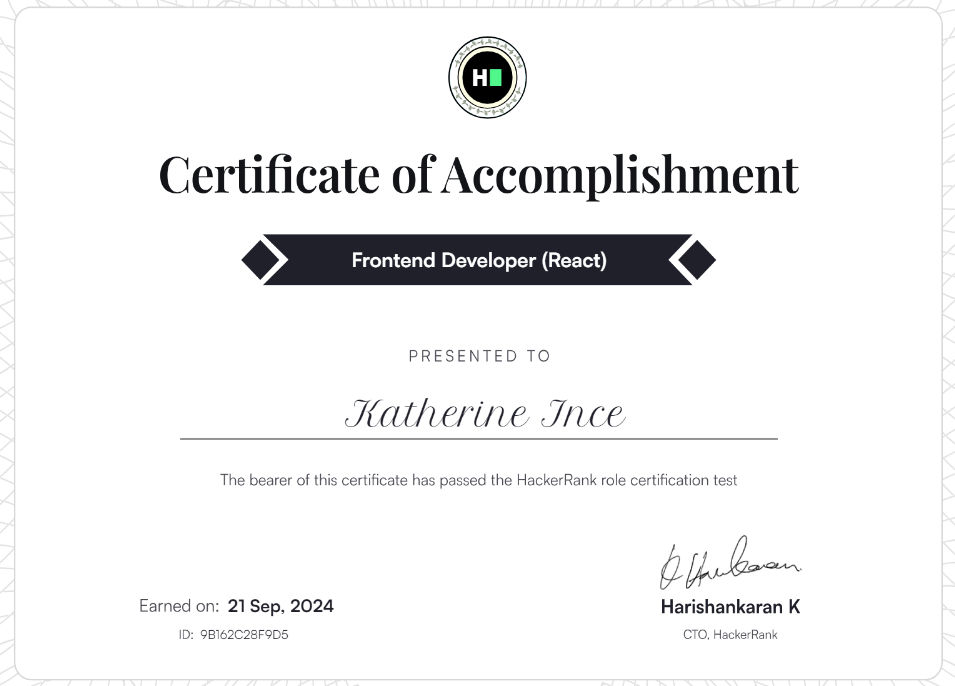 H
Certificate of Accomplishment
Frontend Developer (React)
PRESENTED TO
Katherine Ince
The bearer of this certificate has passed the HackerRank role certification test
Earned on: 21 Sep, 2024
ID: 9B162C28F9D5
Harishankaran K
CTO, HackerRank